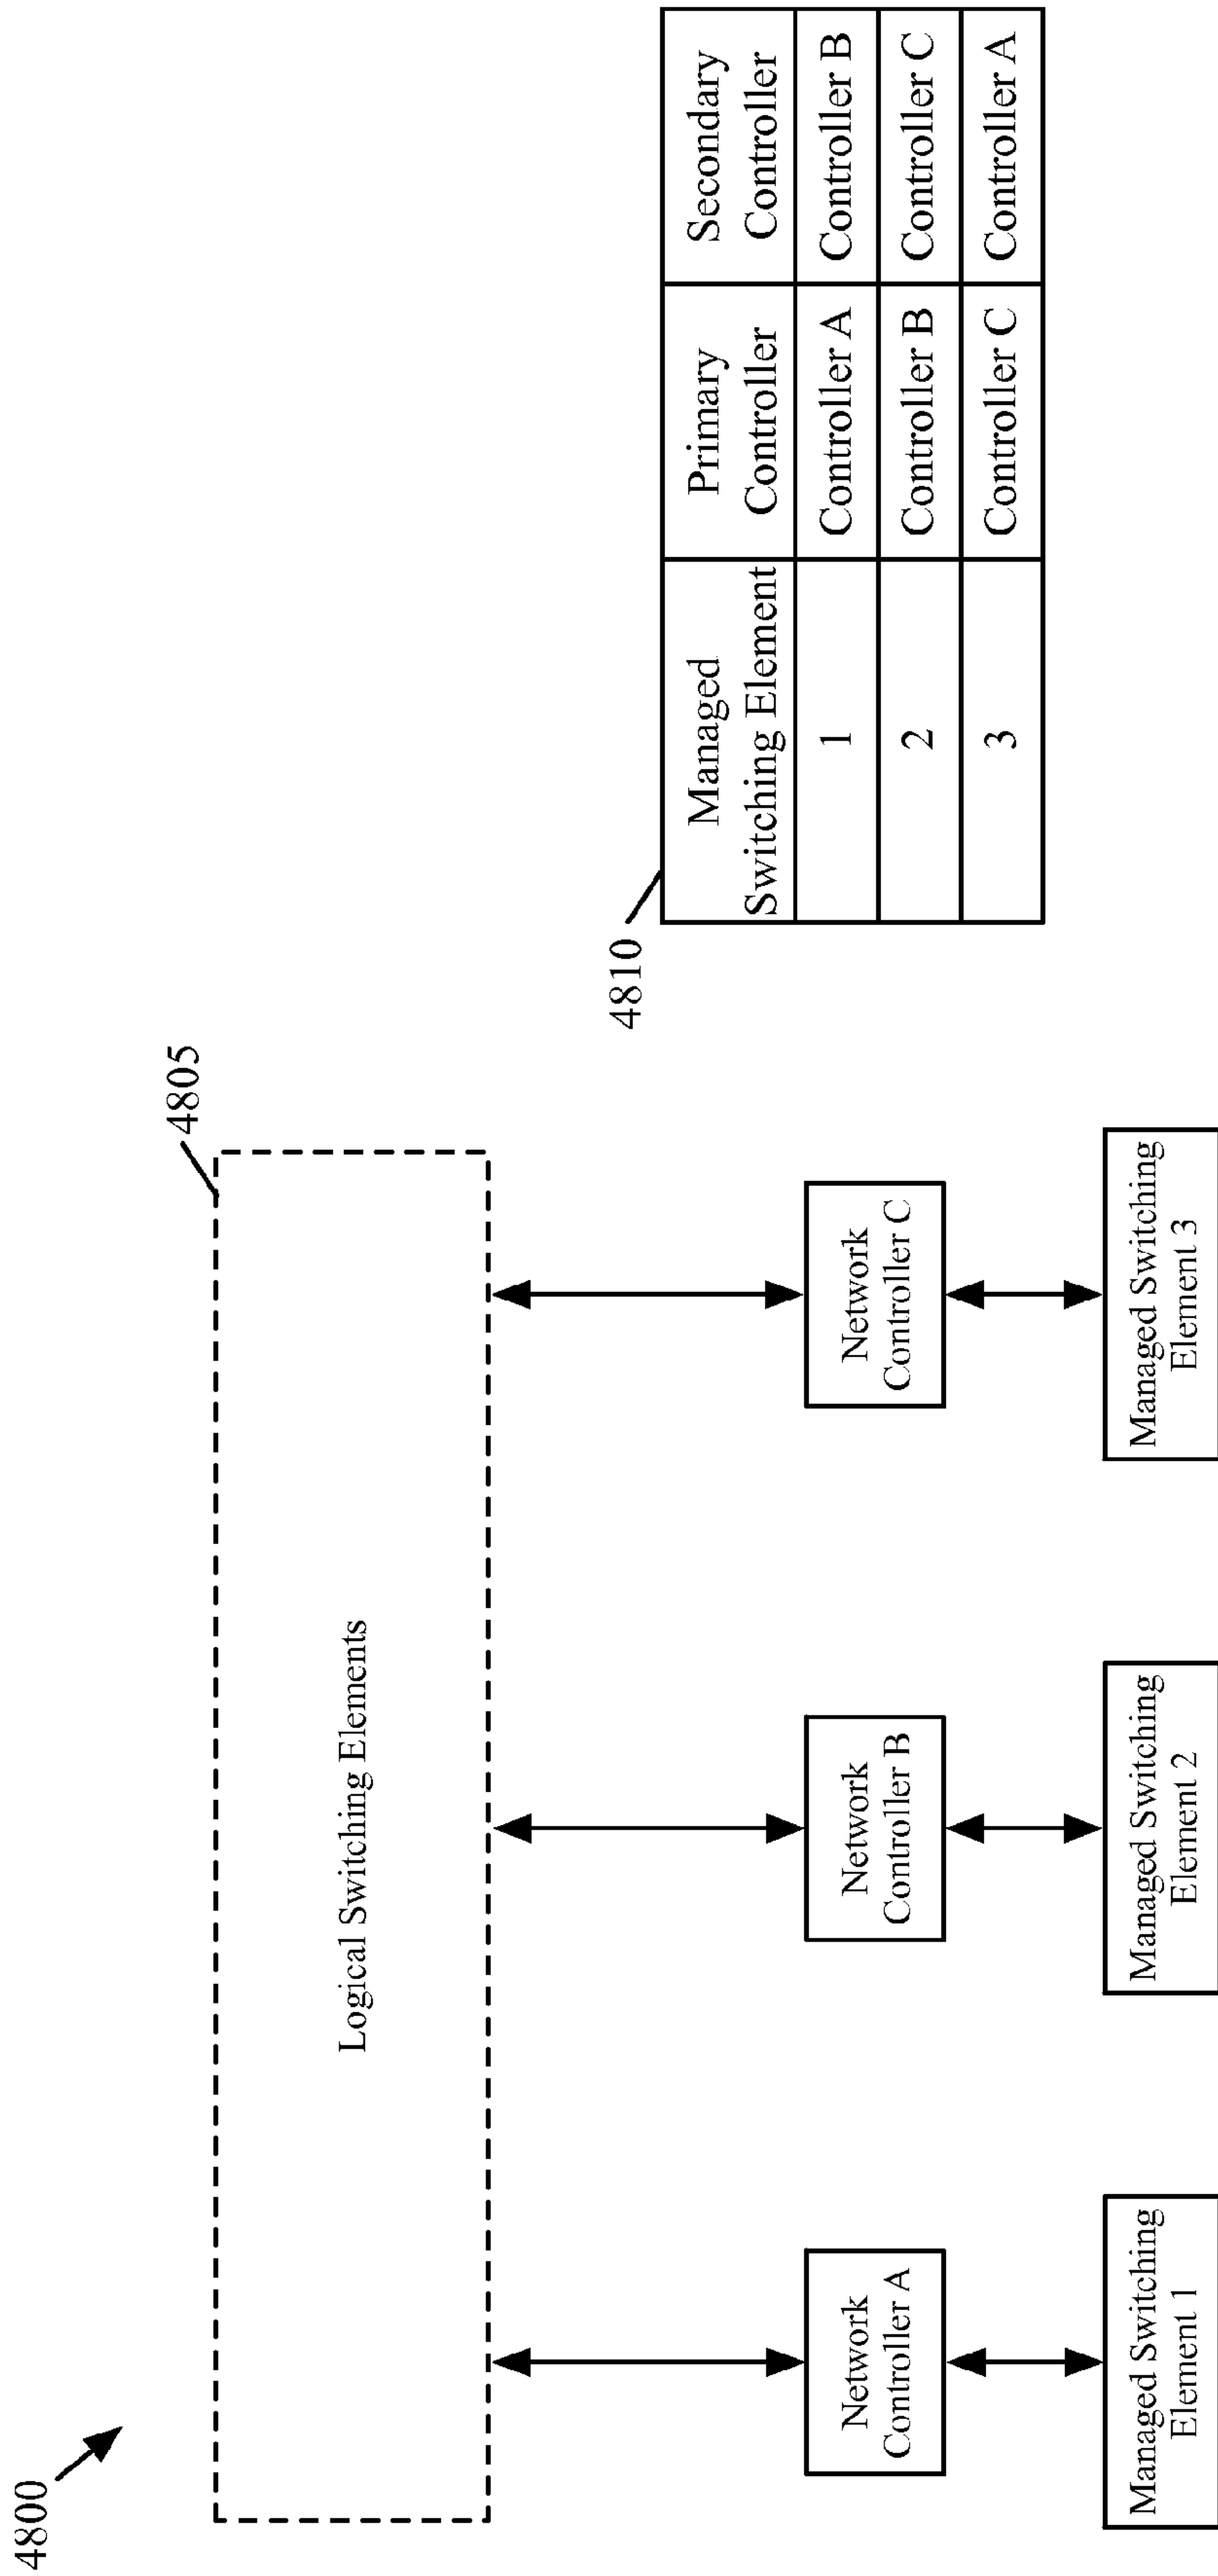 4800
4805
Logical Switching Elements
Network
Controller A
Network
Controller B
Network
Controller C
Managed Switching
Element 1
Managed Switching
Element 2
Managed Switching
Element 3
4810
Managed
Switching Element
Primary
Controller
Secondary
Controller
1
Controller A
Controller B
2
Controller B
Controller C
3
Controller C
Controller A